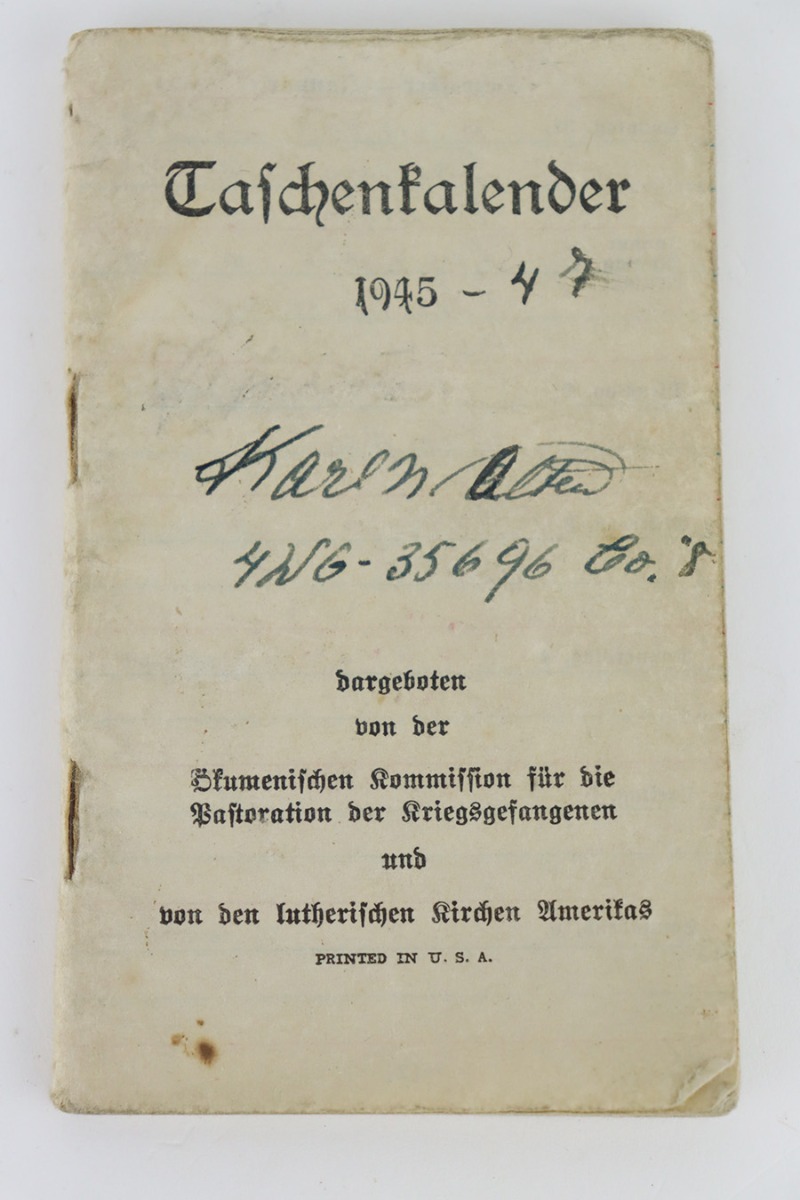 Taschenkalender
1945 - 47
Karl
4WG-35696 Co. 8
dargeboten
von der
Ökumenischen Kommission für die
Pastoration der Kriegsgefangenen
und
von den lutherischen Kirchen Amerikas
PRINTED IN U. S. A.